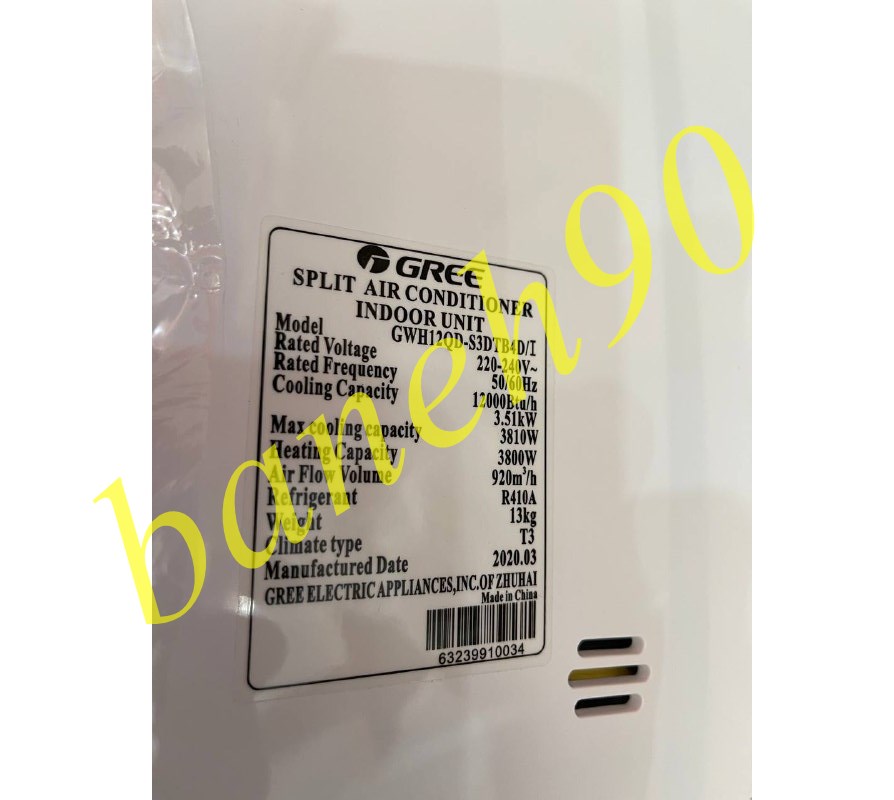 GREE
SPLIT AIR CONDITIONER
INDOOR UNIT
Model GWH12QD-S3DTB4D/I
Rated Voltage 220-240V~
Rated Frequency 50/60Hz
Cooling Capacity 12000Btu/h
3.51kW
Max cooling capacity 3810W
Heating Capacity 3800W
Air Flow Volume 920m³/h
Refrigerant R410A
Weight 13kg
Climate type T3
Manufactured Date 2020.03
GREE ELECTRIC APPLIANCES,INC.OF ZHUHAI
Made in China
63239910034
baneh90